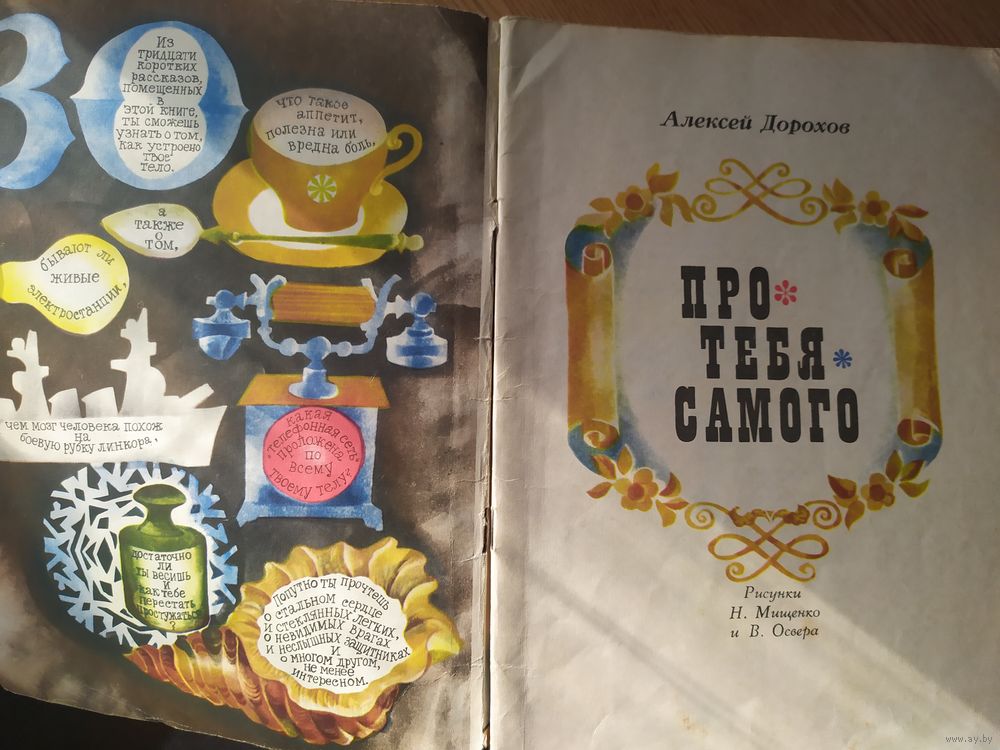 30
Из
тридцати
коротких
рассказов,
помещенных
в
этой книге,
ты сможешь
узнать о том,
как устроено
твое
тело.
что такое
аппетит,
полезна или
вредна боль,
а
также
о
том,
бывают ли
живые
электростанции,
чем мозг человека похож
на
боевую рубку линкора,
какая
"телефонная сеть"
проложена
по
всему
твоему телу,
достаточно
ли
ты весишь
и
как тебе
перестать
простужаться
?
Попутно ты прочтешь
о стальном сердце
и стеклянных легких,
о невидимых врагах
и неслышных защитниках
и
о многом другом,
не менее
интересном.
Алексей Дорохов
ПРО
ТЕБЯ
САМОГО
Рисунки
Н. Мищенко
и В. Освера
www.ay.by